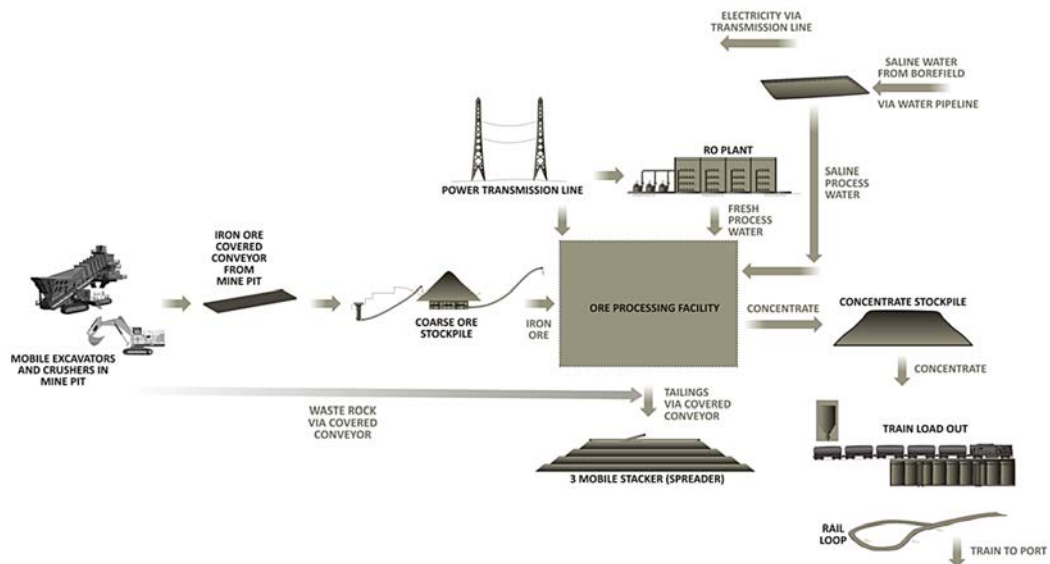 ELECTRICITY VIA
TRANSMISSION LINE
SALINE WATER
FROM BOREFIELD
VIA WATER PIPELINE
RO PLANT
POWER TRANSMISSION LINE
SALINE
PROCESS
WATER
FRESH
PROCESS
WATER
IRON ORE
COVERED
CONVEYOR
FROM
MINE PIT
COARSE ORE
STOCKPILE
IRON
ORE
ORE PROCESSING FACILITY
CONCENTRATE
CONCENTRATE STOCKPILE
MOBILE EXCAVATORS
AND CRUSHERS IN
MINE PIT
CONCENTRATE
WASTE ROCK
VIA COVERED
CONVEYOR
TAILINGS
VIA COVERED
CONVEYOR
TRAIN LOAD OUT
3 MOBILE STACKER (SPREADER)
RAIL
LOOP
TRAIN TO PORT